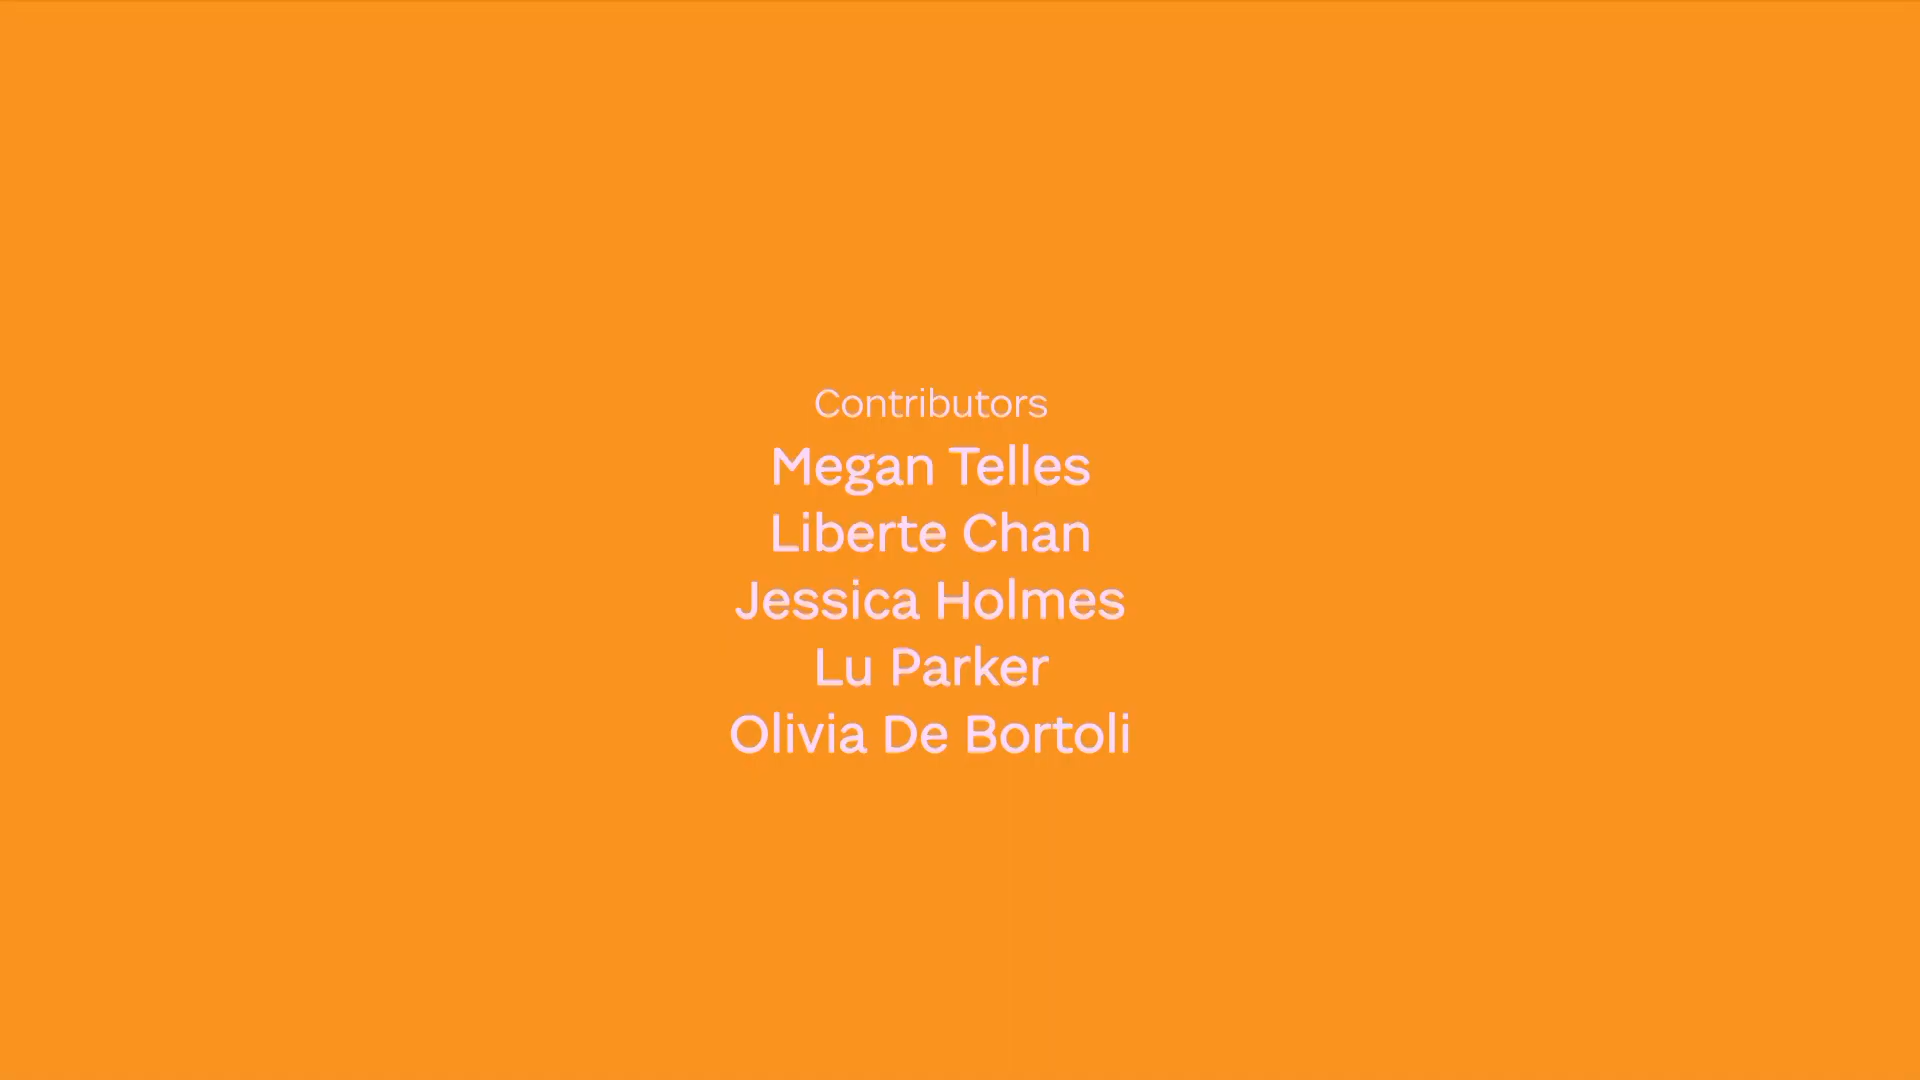 Contributors
Megan Telles
Liberte Chan
Jessica Holmes
Lu Parker
Olivia De Bortoli